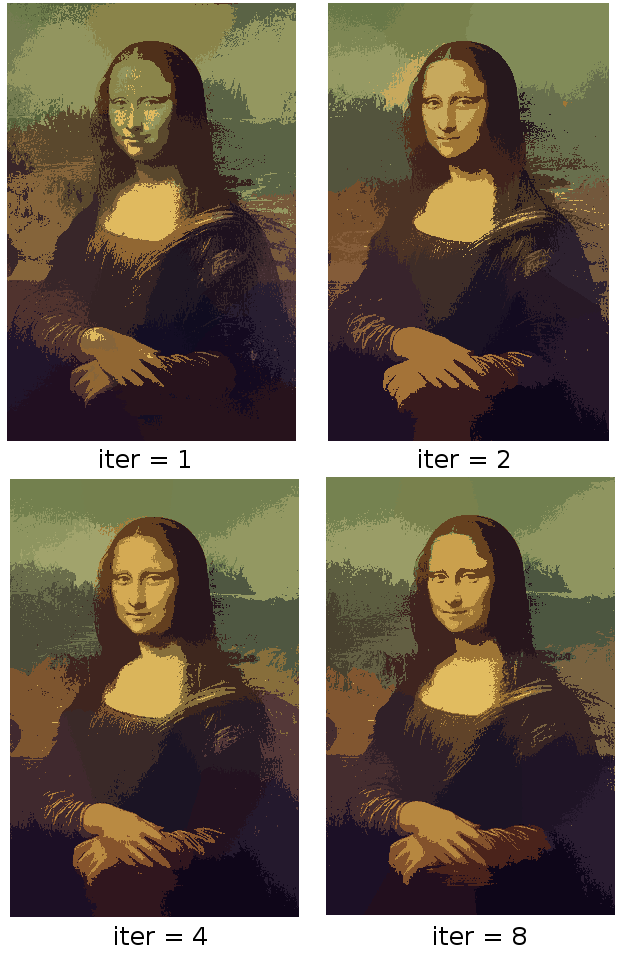 iter = 1
iter = 2
iter = 4
iter = 8